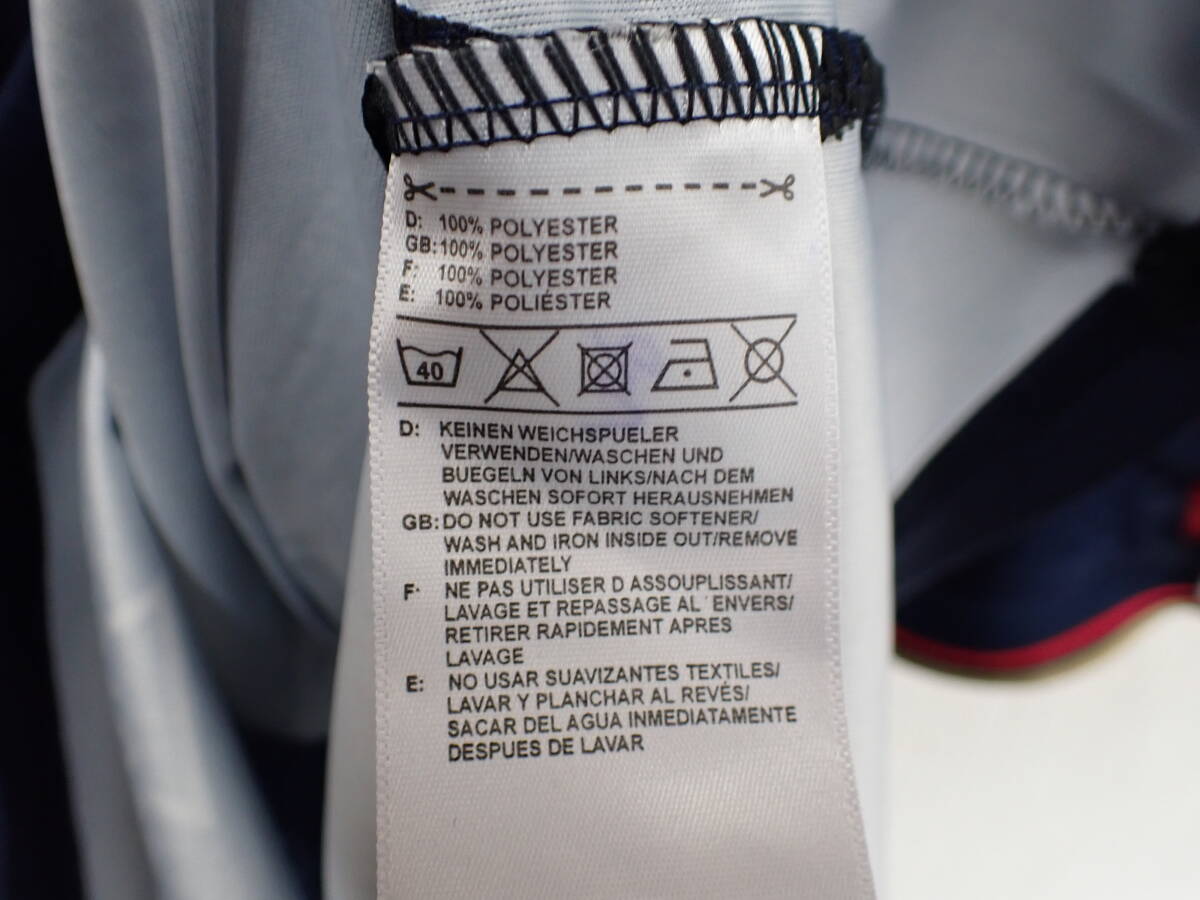 D: 100% POLYESTER
GB: 100% POLYESTER
F: 100% POLYESTER
E: 100% POLIÉSTER
40
D: KEINEN WEICHSPUELER
VERWENDEN/WASCHEN UND
BUEGELN VON LINKS/NACH DEM
WASCHEN SOFORT HERAUSNEHMEN
GB: DO NOT USE FABRIC SOFTENER/
WASH AND IRON INSIDE OUT/REMOVE
IMMEDIATELY
F· NE PAS UTILISER D ASSOUPLISSANT/
LAVAGE ET REPASSAGE AL´ENVERS/
RETIRER RAPIDEMENT APRES
LAVAGE
E: NO USAR SUAVIZANTES TEXTILES/
LAVAR Y PLANCHAR AL REVÉS/
SACAR DEL AGUA INMEDIATAMENTE
DESPUES DE LAVAR